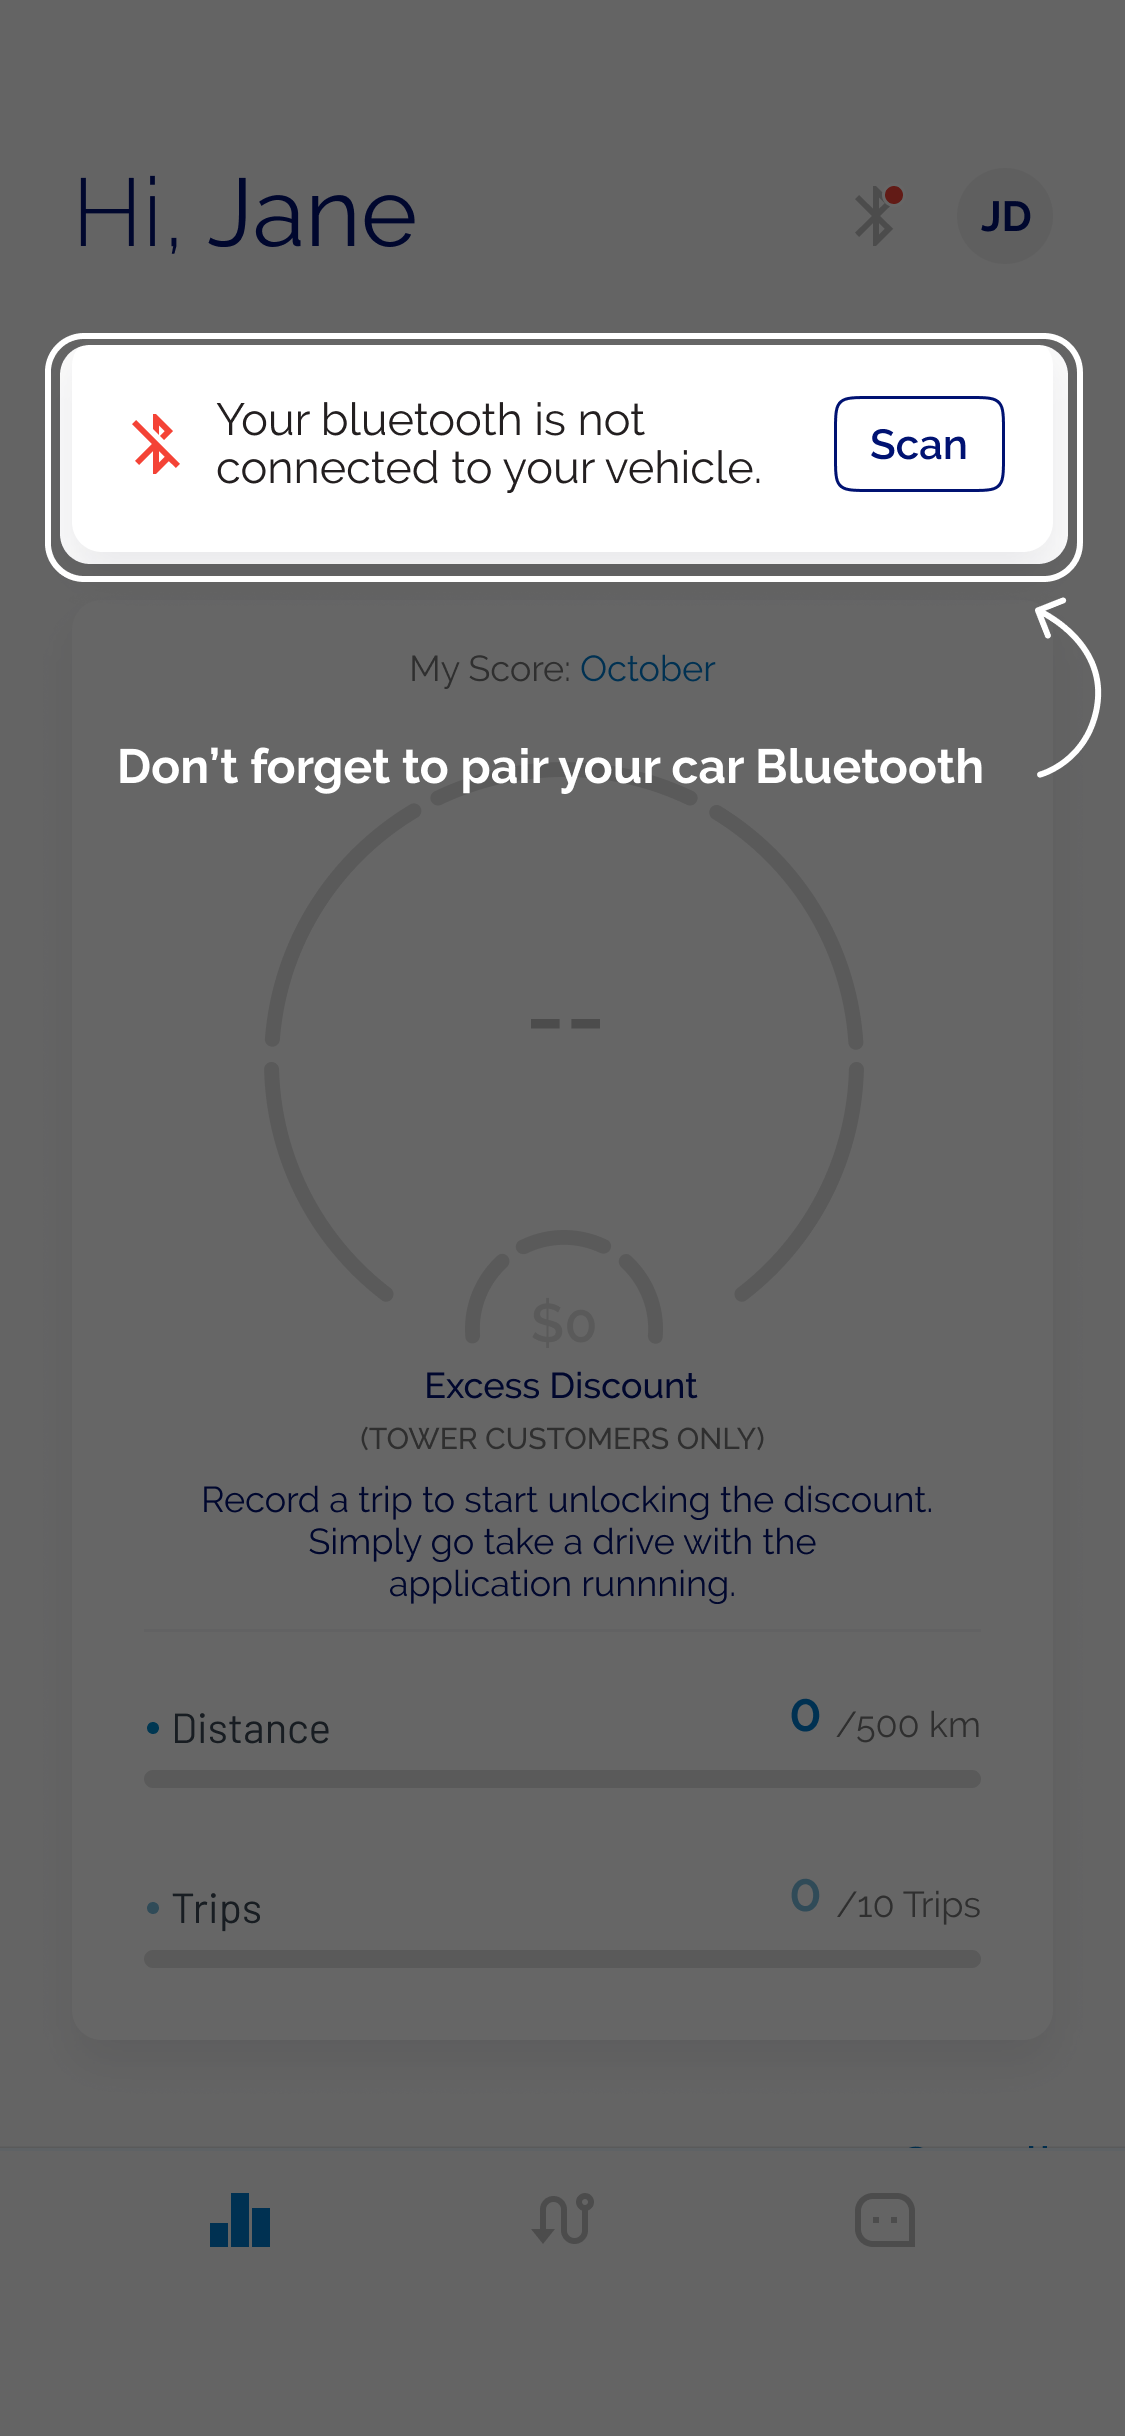 Hi, Jane
JD
Your bluetooth is not
connected to your vehicle.
Scan
My Score: October
Don’t forget to pair your car Bluetooth
--
$0
Excess Discount
(TOWER CUSTOMERS ONLY)
Record a trip to start unlocking the discount.
Simply go take a drive with the
application runnning.
• Distance
0 /500 km
• Trips
0 /10 Trips